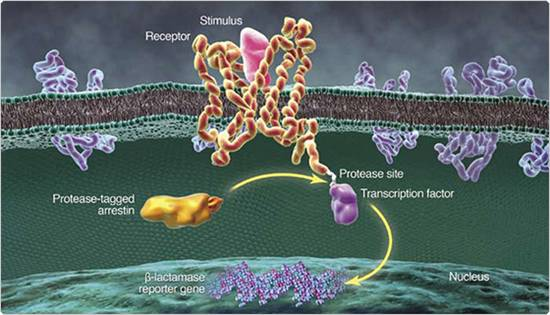 Stimulus
Receptor
Protease site
Protease-tagged
arrestin
Transcription factor
β-lactamase
reporter gene
Nucleus